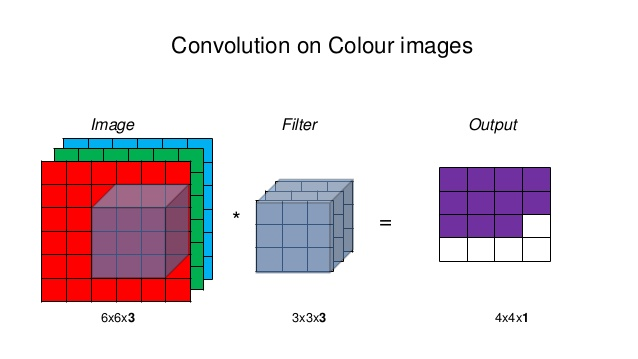 Convolution on Colour images
Image
Filter
Output
*
=
6x6x3
3x3x3
4x4x1